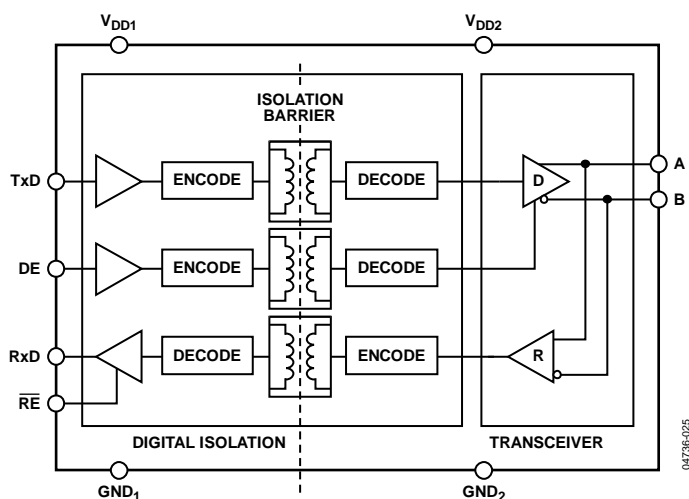 VDD1 VDD2
ISOLATION
BARRIER
TxD ENCODE DECODE D A
B
DE ENCODE DECODE
RxD DECODE ENCODE R
R̅E̅
DIGITAL ISOLATION TRANSCEIVER
GND1 GND2
04736-025